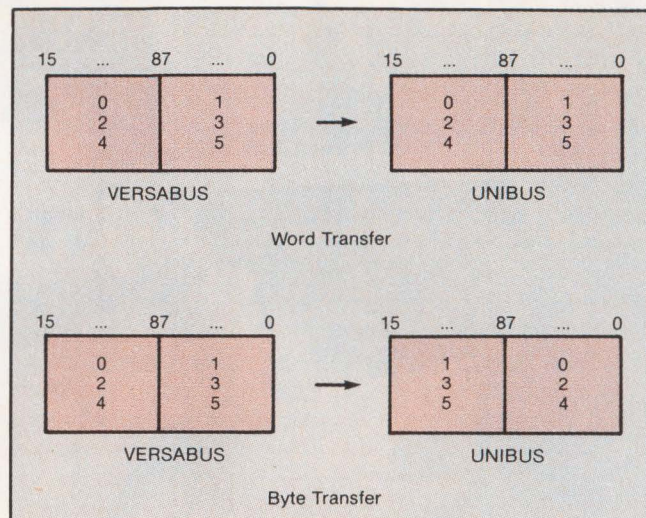 15 ... 87 ... 0 15 ... 87 ... 0
0 1 0 1
2 3 2 3
4 5 4 5
VERSABUS UNIBUS
Word Transfer
15 ... 87 ... 0 15 ... 87 ... 0
0 1 1 0
2 3 3 2
4 5 5 4
VERSABUS UNIBUS
Byte Transfer